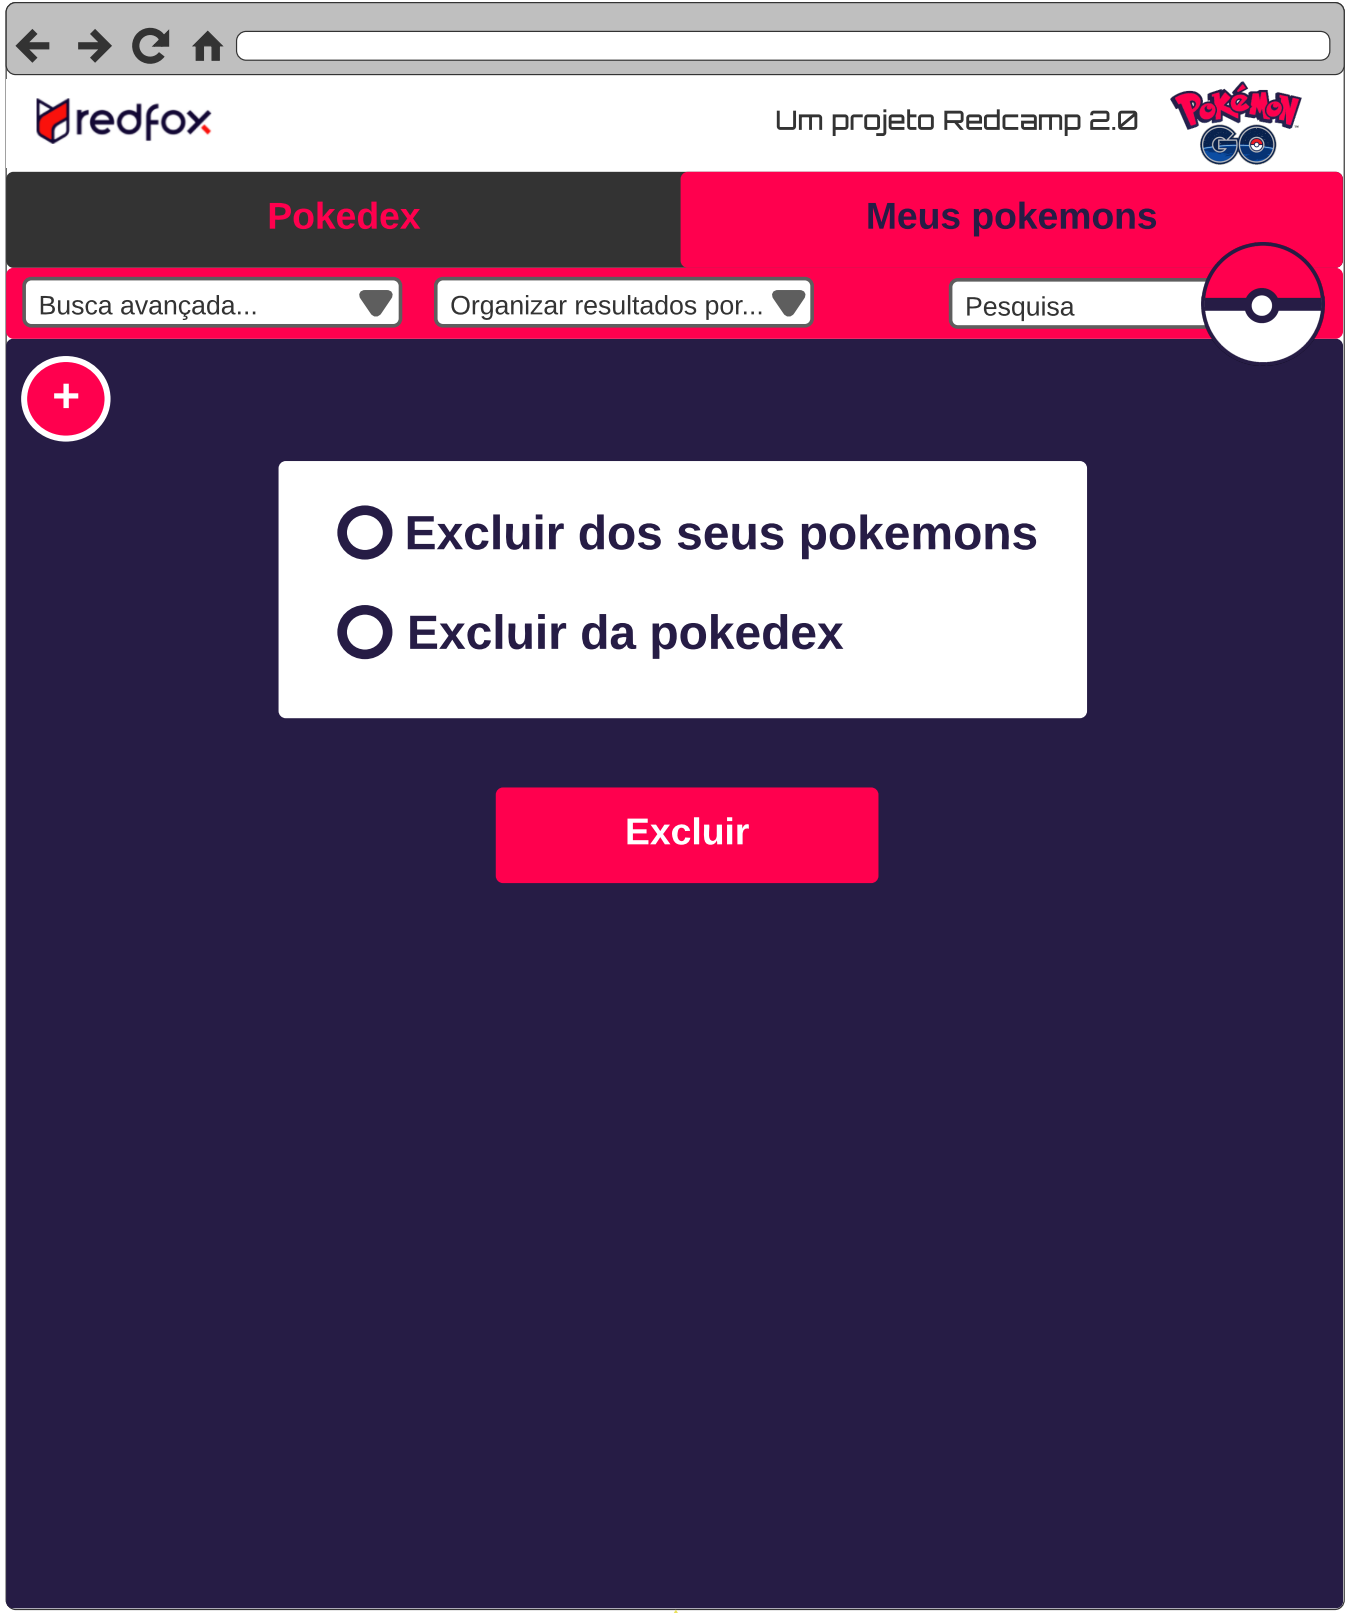 redfox
Um projeto Redcamp 2.0
POKÉMON
GO
Pokedex
Meus pokemons
Busca avançada...
Organizar resultados por...
Pesquisa
+
Excluir dos seus pokemons
Excluir da pokedex
Excluir